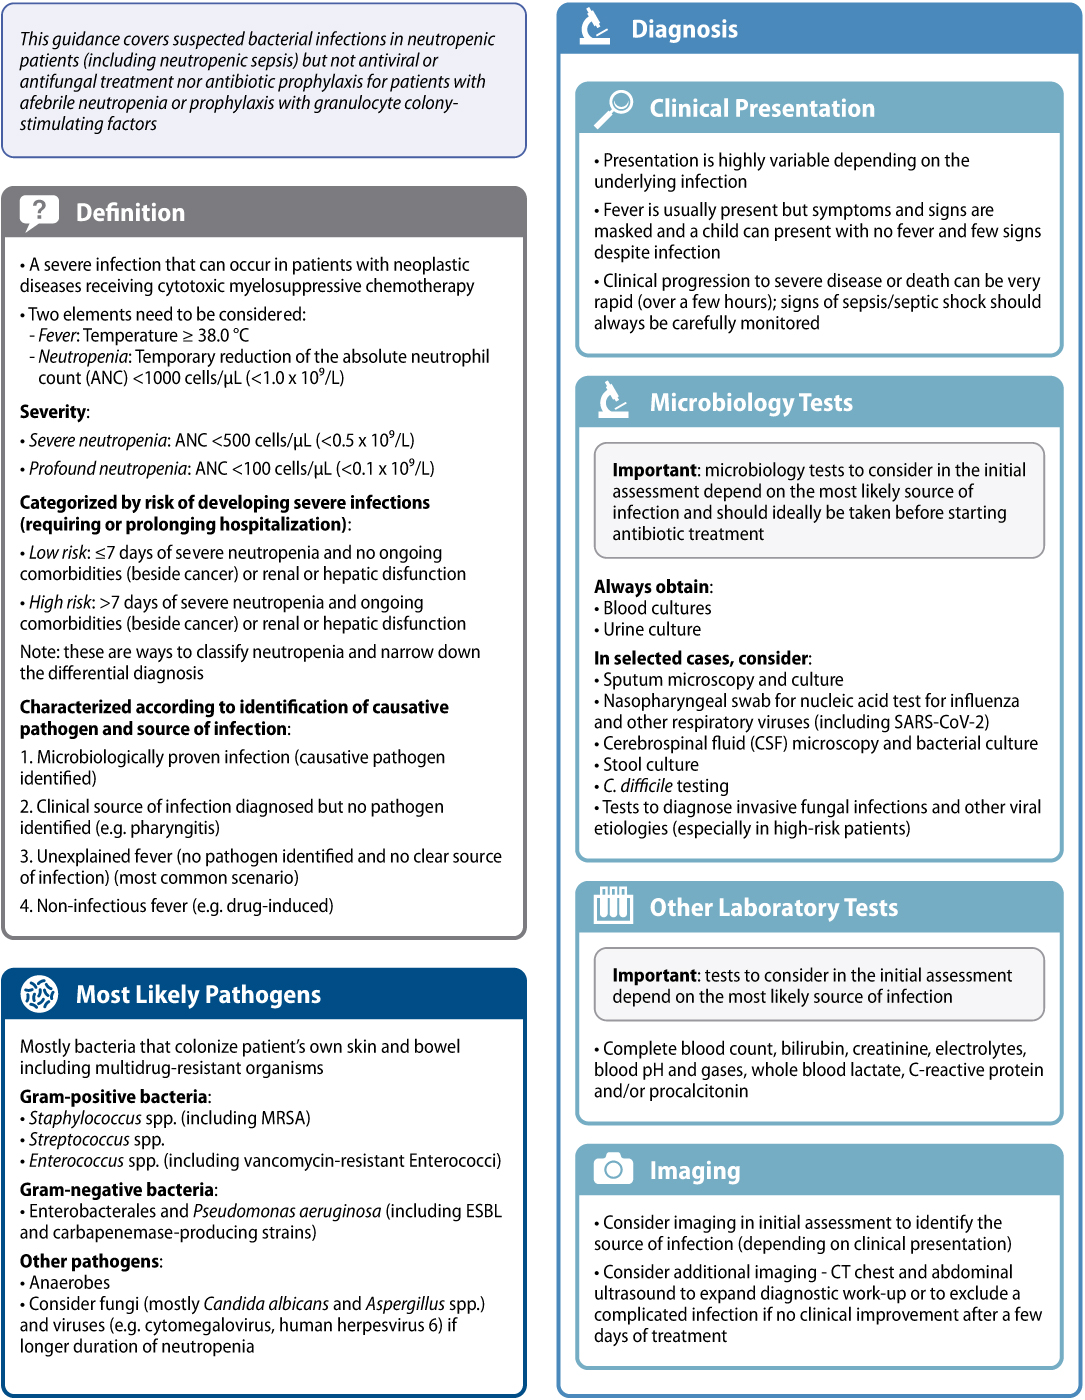 This guidance covers suspected bacterial infections in neutropenic
patients (including neutropenic sepsis) but not antiviral or
antifungal treatment nor antibiotic prophylaxis for patients with
afebrile neutropenia or prophylaxis with granulocyte colony-
stimulating factors
Definition
• A severe infection that can occur in patients with neoplastic
diseases receiving cytotoxic myelosuppressive chemotherapy
• Two elements need to be considered:
- Fever: Temperature ≥ 38.0 °C
- Neutropenia: Temporary reduction of the absolute neutrophil
count (ANC) <1000 cells/µL (<1.0 x 10⁹/L)
Severity:
• Severe neutropenia: ANC <500 cells/µL (<0.5 x 10⁹/L)
• Profound neutropenia: ANC <100 cells/µL (<0.1 x 10⁹/L)
Categorized by risk of developing severe infections
(requiring or prolonging hospitalization):
• Low risk: ≤7 days of severe neutropenia and no ongoing
comorbidities (beside cancer) or renal or hepatic disfunction
• High risk: >7 days of severe neutropenia and ongoing
comorbidities (beside cancer) or renal or hepatic disfunction
Note: these are ways to classify neutropenia and narrow down
the differential diagnosis
Characterized according to identification of causative
pathogen and source of infection:
1. Microbiologically proven infection (causative pathogen
identified)
2. Clinical source of infection diagnosed but no pathogen
identified (e.g. pharyngitis)
3. Unexplained fever (no pathogen identified and no clear source
of infection) (most common scenario)
4. Non-infectious fever (e.g. drug-induced)
Most Likely Pathogens
Mostly bacteria that colonize patient's own skin and bowel
including multidrug-resistant organisms
Gram-positive bacteria:
• Staphylococcus spp. (including MRSA)
• Streptococcus spp.
• Enterococcus spp. (including vancomycin-resistant Enterococci)
Gram-negative bacteria:
• Enterobacterales and Pseudomonas aeruginosa (including ESBL
and carbapenemase-producing strains)
Other pathogens:
• Anaerobes
• Consider fungi (mostly Candida albicans and Aspergillus spp.)
and viruses (e.g. cytomegalovirus, human herpesvirus 6) if
longer duration of neutropenia
Diagnosis
Clinical Presentation
• Presentation is highly variable depending on the
underlying infection
• Fever is usually present but symptoms and signs are
masked and a child can present with no fever and few signs
despite infection
• Clinical progression to severe disease or death can be very
rapid (over a few hours); signs of sepsis/septic shock should
always be carefully monitored
Microbiology Tests
Important: microbiology tests to consider in the initial
assessment depend on the most likely source of
infection and should ideally be taken before starting
antibiotic treatment
Always obtain:
• Blood cultures
• Urine culture
In selected cases, consider:
• Sputum microscopy and culture
• Nasopharyngeal swab for nucleic acid test for influenza
and other respiratory viruses (including SARS-CoV-2)
• Cerebrospinal fluid (CSF) microscopy and bacterial culture
• Stool culture
• C. difficile testing
• Tests to diagnose invasive fungal infections and other viral
etiologies (especially in high-risk patients)
Other Laboratory Tests
Important: tests to consider in the initial assessment
depend on the most likely source of infection
• Complete blood count, bilirubin, creatinine, electrolytes,
blood pH and gases, whole blood lactate, C-reactive protein
and/or procalcitonin
Imaging
• Consider imaging in initial assessment to identify the
source of infection (depending on clinical presentation)
• Consider additional imaging - CT chest and abdominal
ultrasound to expand diagnostic work-up or to exclude a
complicated infection if no clinical improvement after a few
days of treatment